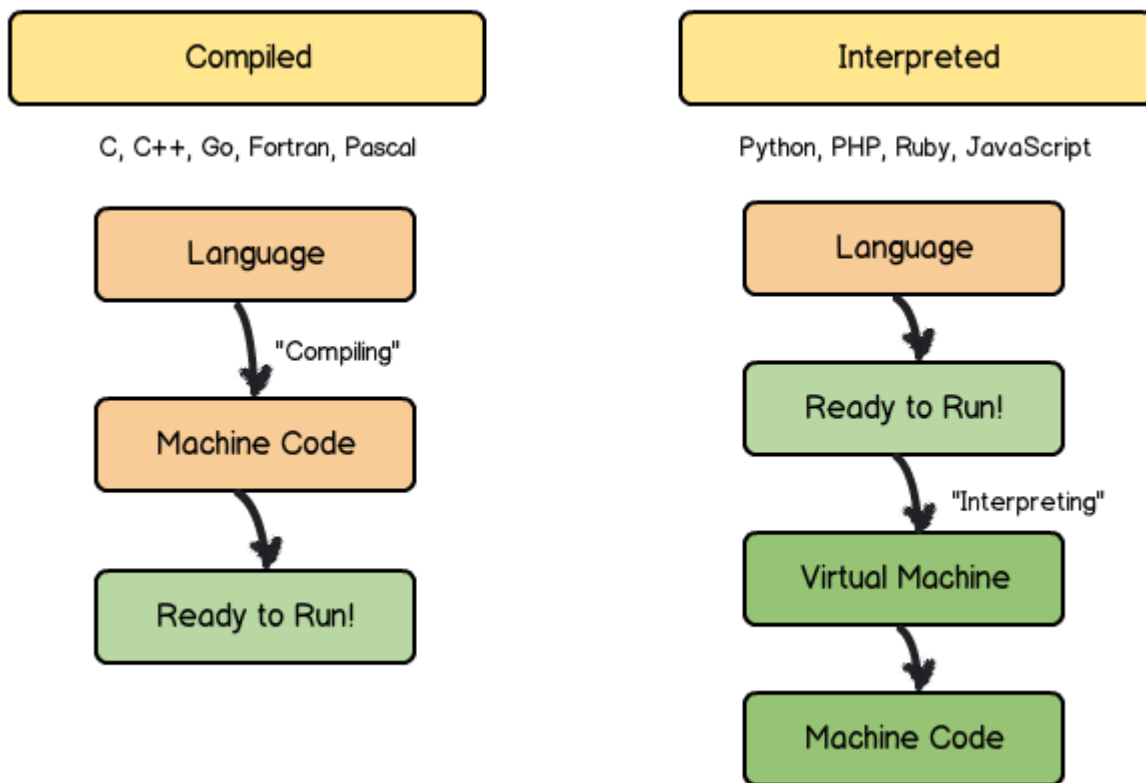 Compiled
C, C++, Go, Fortran, Pascal
Language
"Compiling"
Machine Code
Ready to Run!
Interpreted
Python, PHP, Ruby, JavaScript
Language
Ready to Run!
"Interpreting"
Virtual Machine
Machine Code